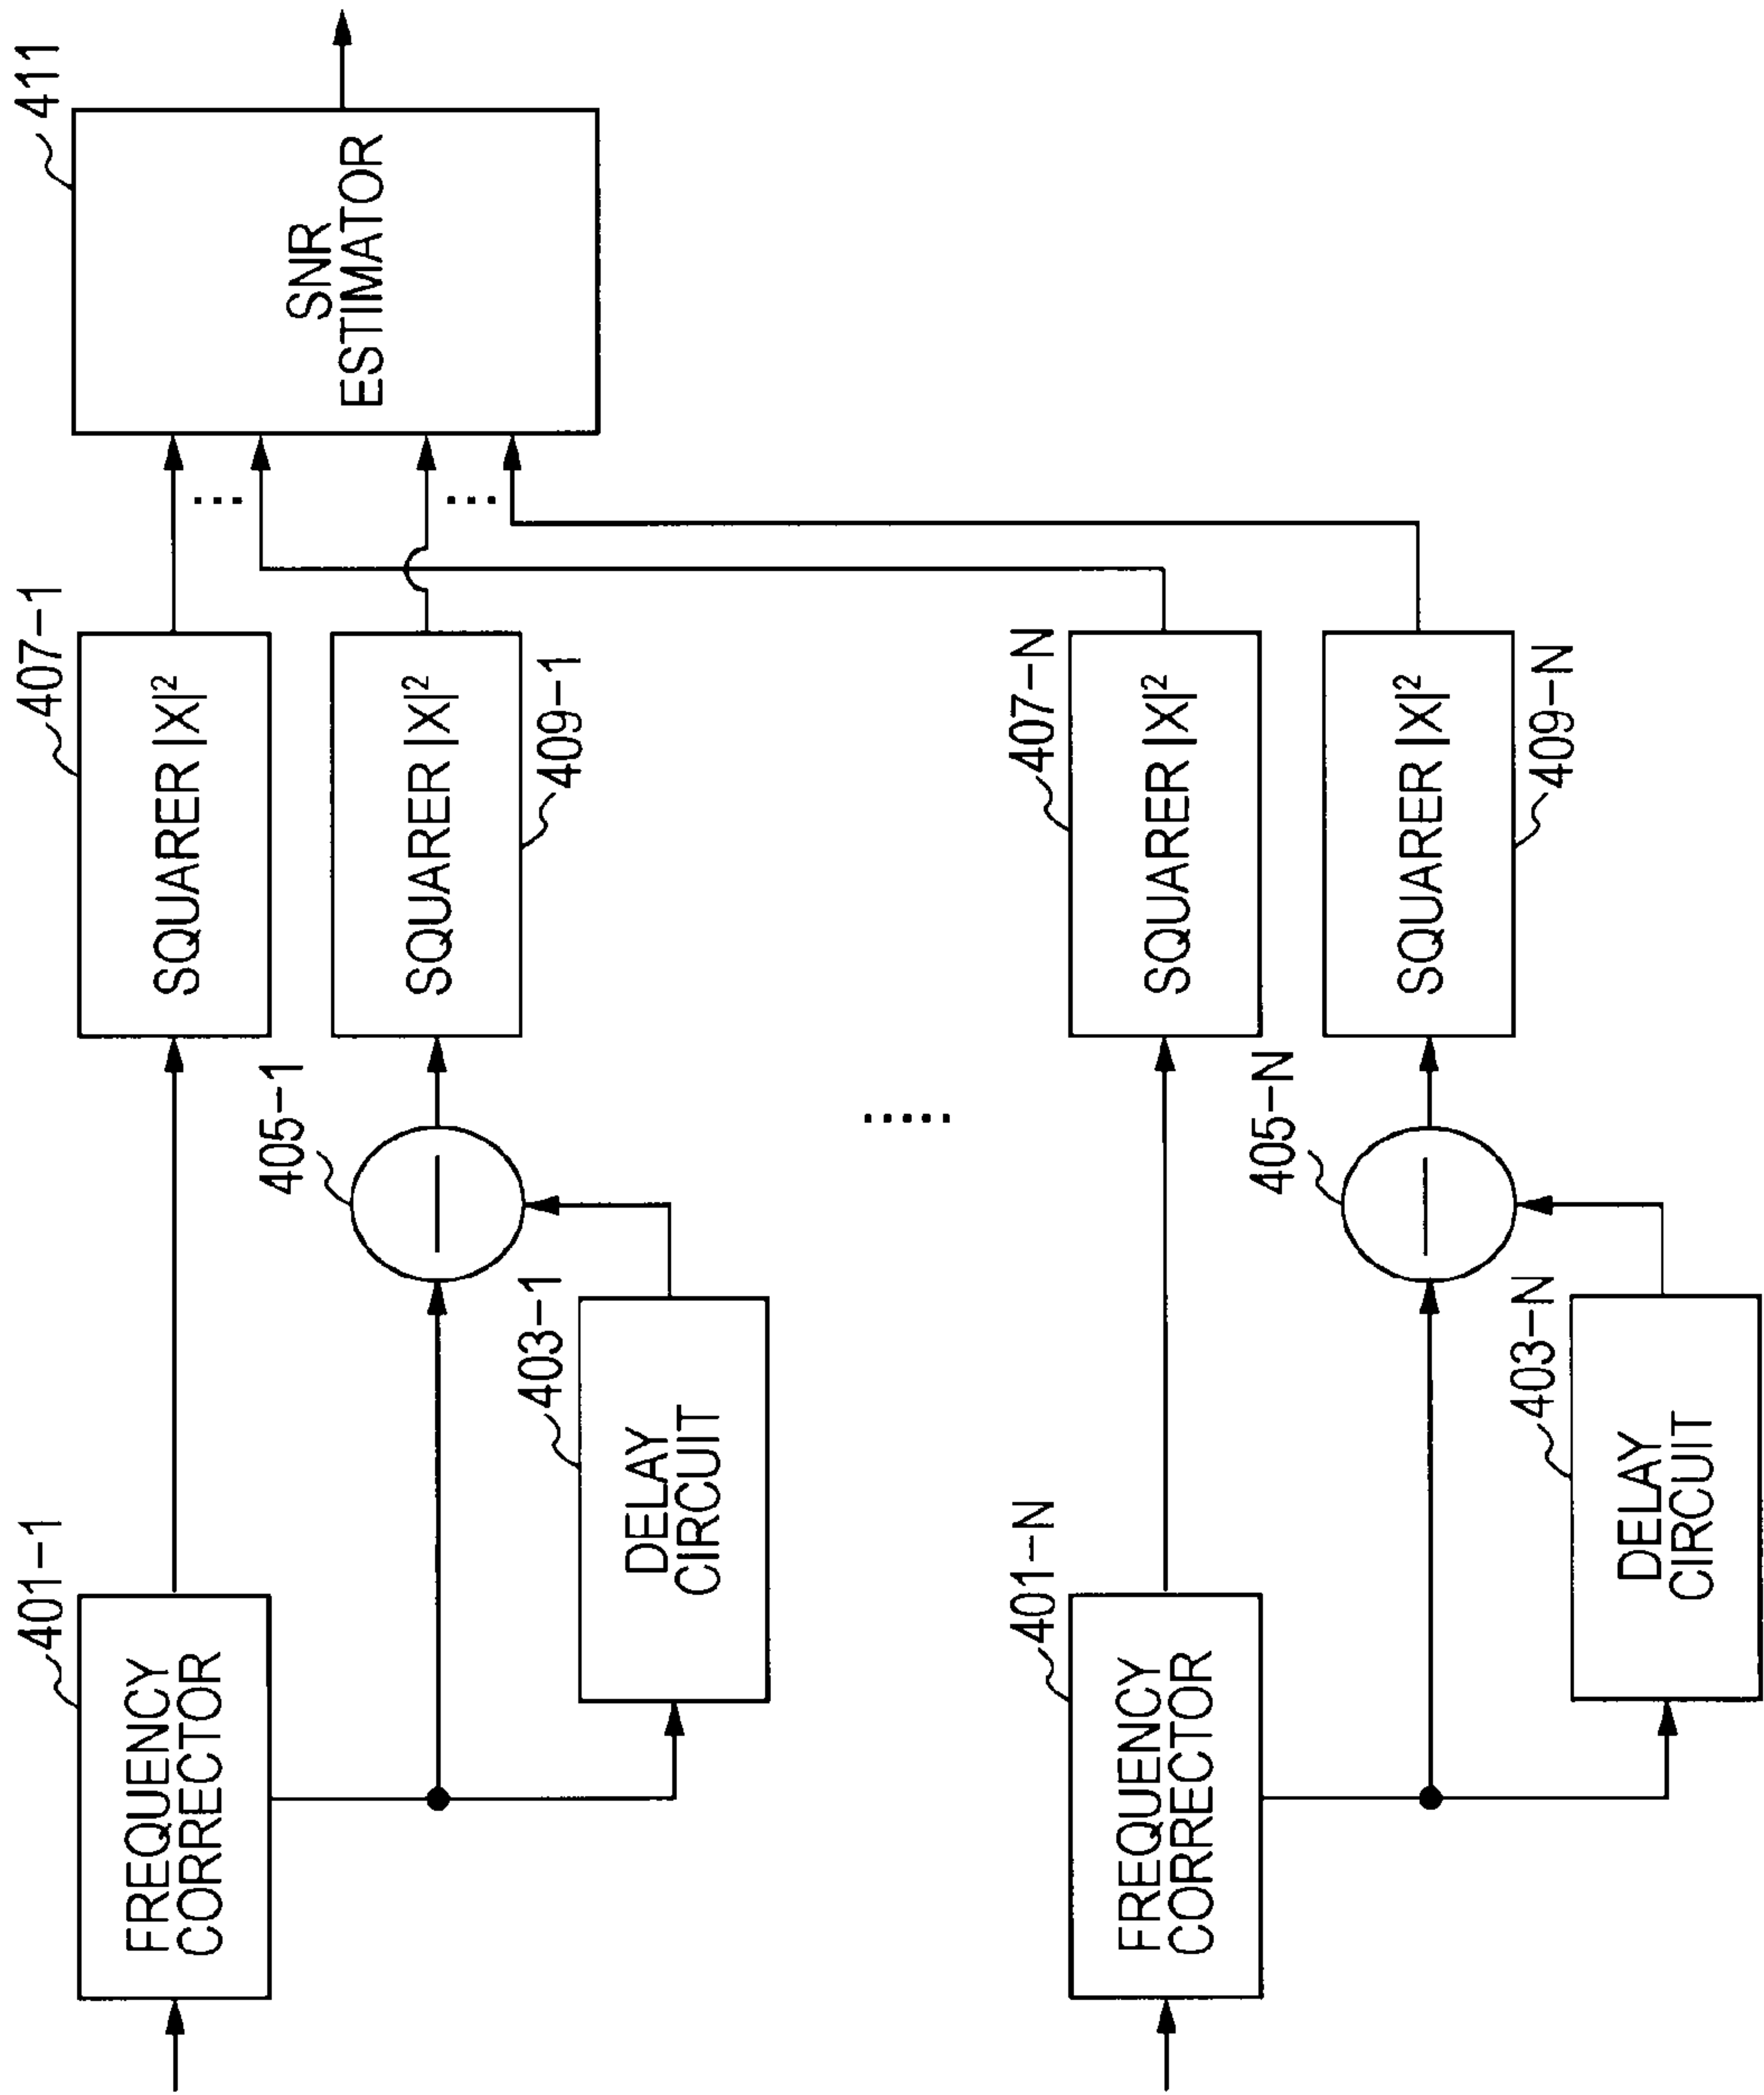 401-1
FREQUENCY
CORRECTOR
403-1
DELAY
CIRCUIT
405-1
407-1
SQUARER |X|²
SQUARER |X|²
409-1
411
SNR
ESTIMATOR
...
...
.....
401-N
FREQUENCY
CORRECTOR
403-N
DELAY
CIRCUIT
405-N
407-N
SQUARER |X|²
SQUARER |X|²
409-N